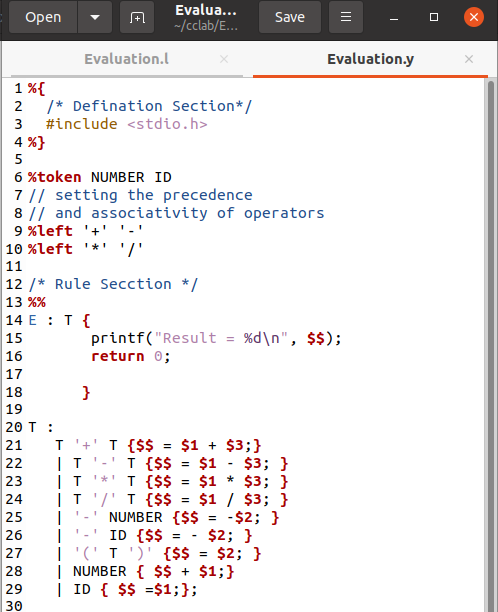 Open
Evalua...
~/cclab/E...
Save
Evaluation.l
Evaluation.y
1 %{
2   /* Defination Section*/
3   #include <stdio.h>
4 %}
5
6 %token NUMBER ID
7 // setting the precedence
8 // and associativity of operators
9 %left '+' '-'
10 %left '*' '/'
11
12 /* Rule Secction */
13 %%
14 E : T {
15        printf("Result = %d\n", $$);
16        return 0;
17
18       }
19
20 T :
21    T '+' T {$$ = $1 + $3;}
22    | T '-' T {$$ = $1 - $3; }
23    | T '*' T {$$ = $1 * $3; }
24    | T '/' T {$$ = $1 / $3; }
25    | '-' NUMBER {$$ = -$2; }
26    | '-' ID {$$ = - $2; }
27    | '(' T ')' {$$ = $2; }
28    | NUMBER { $$ + $1;}
29    | ID { $$ =$1;};
30